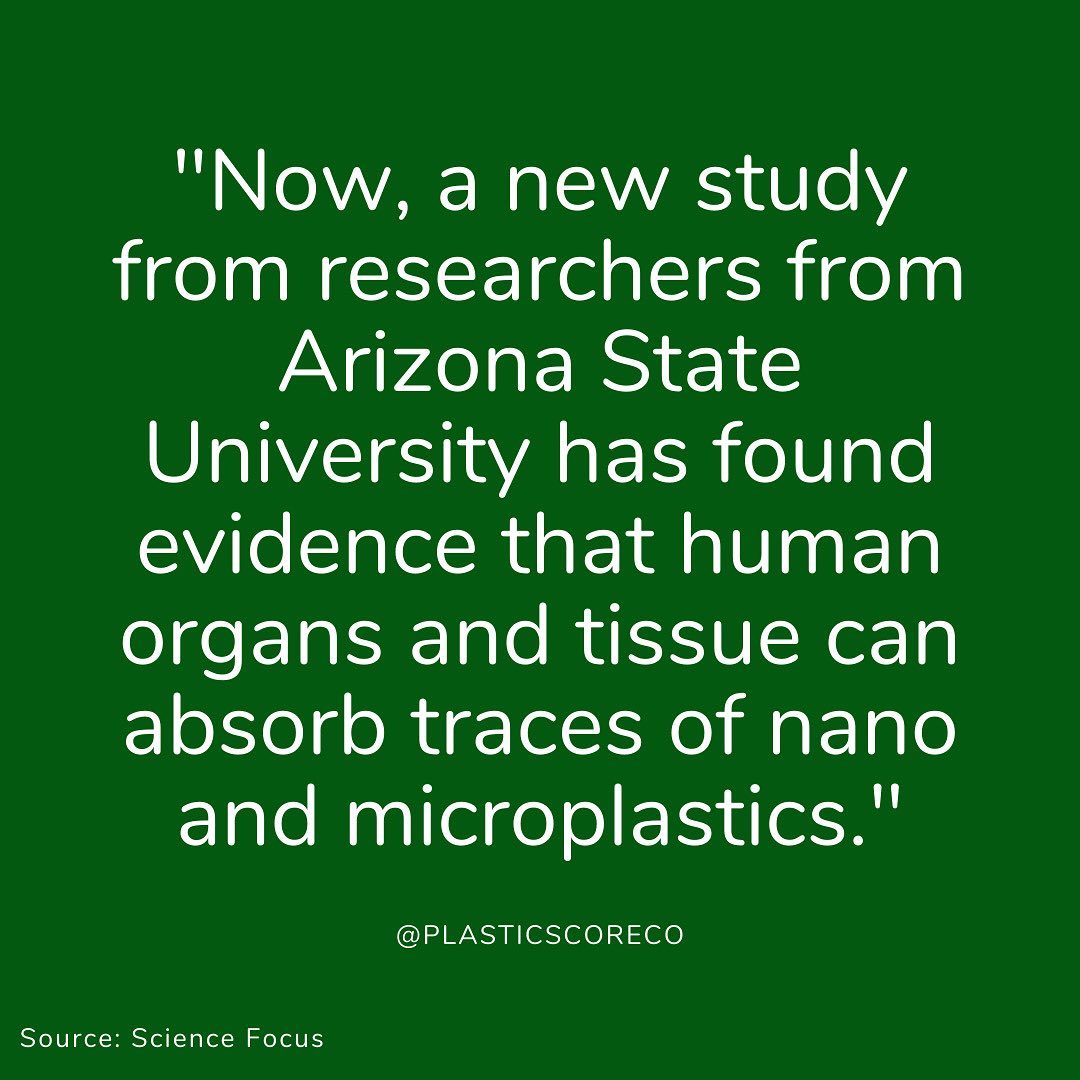 "Now, a new study
from researchers from
Arizona State
University has found
evidence that human
organs and tissue can
absorb traces of nano
and microplastics."
@PLASTICSCORECO
Source: Science Focus